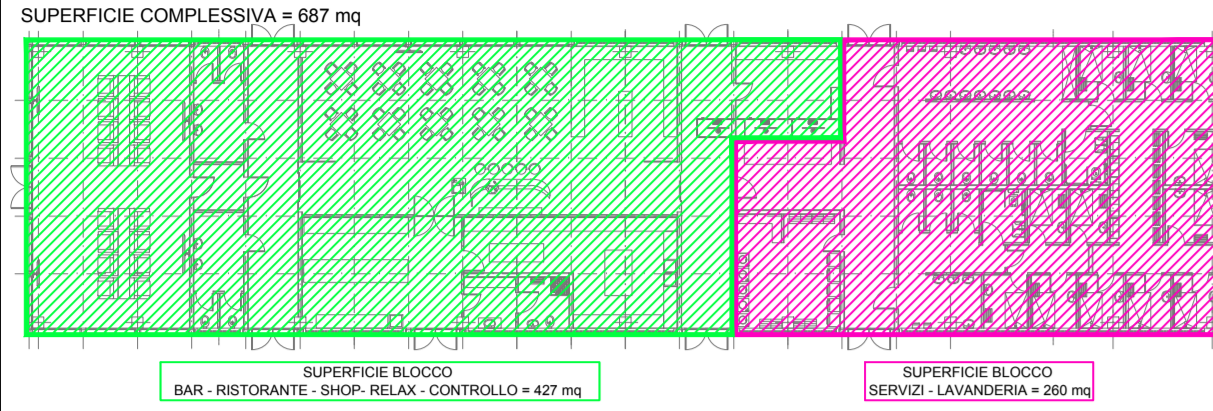 SUPERFICIE COMPLESSIVA = 687 mq
SUPERFICIE BLOCCO
BAR - RISTORANTE - SHOP- RELAX - CONTROLLO = 427 mq
SUPERFICIE BLOCCO
SERVIZI - LAVANDERIA = 260 mq